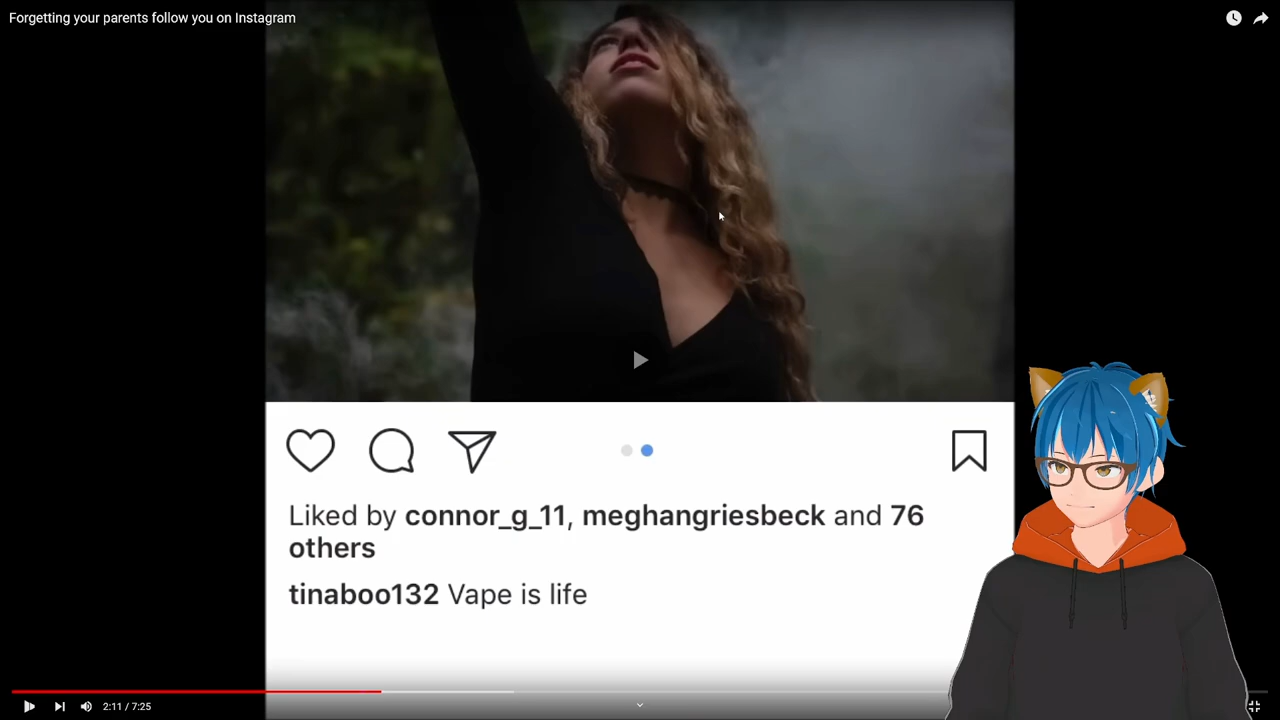 Forgetting your parents follow you on Instagram
Liked by connor_g_11, meghangriesbeck and 76
others
tinaboo132 Vape is life
2:11 / 7:25